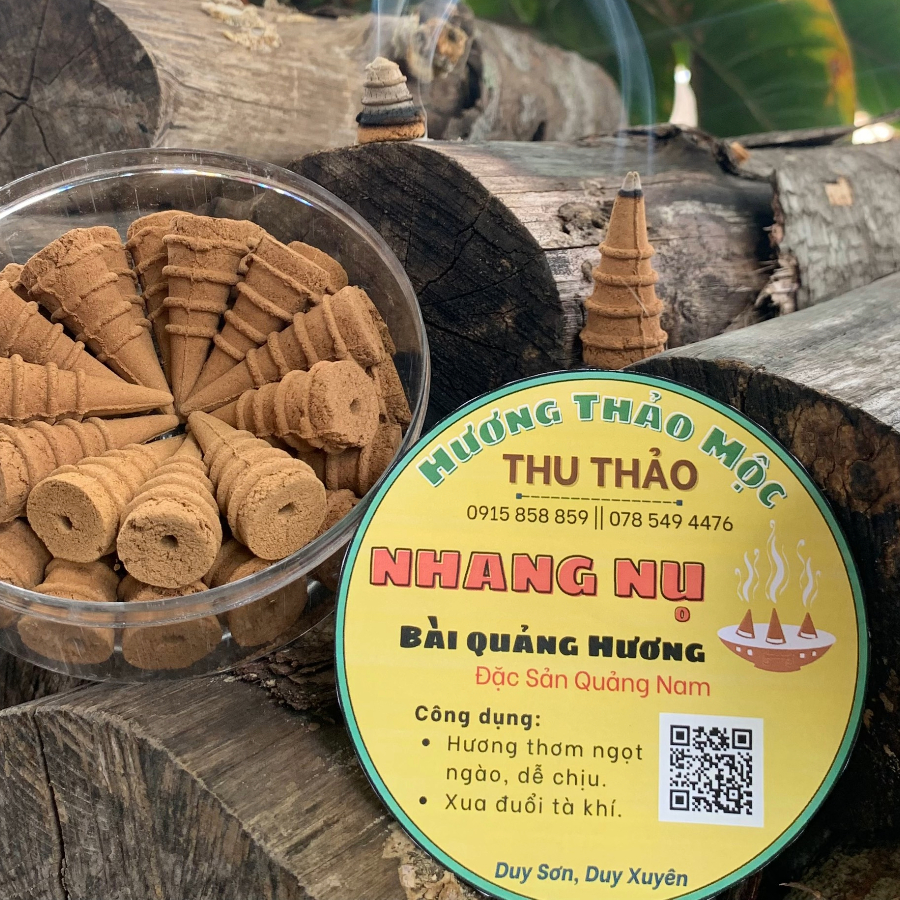 Hương Thảo Mộc
THU THẢO
0915 858 859 || 078 549 4476
NHANG NỤ
BÀI QUẢNG HƯƠNG
Đặc Sản Quảng Nam
Công dụng:
• Hương thơm ngọt
ngào, dễ chịu.
• Xua đuổi tà khí.
Duy Sơn, Duy Xuyên